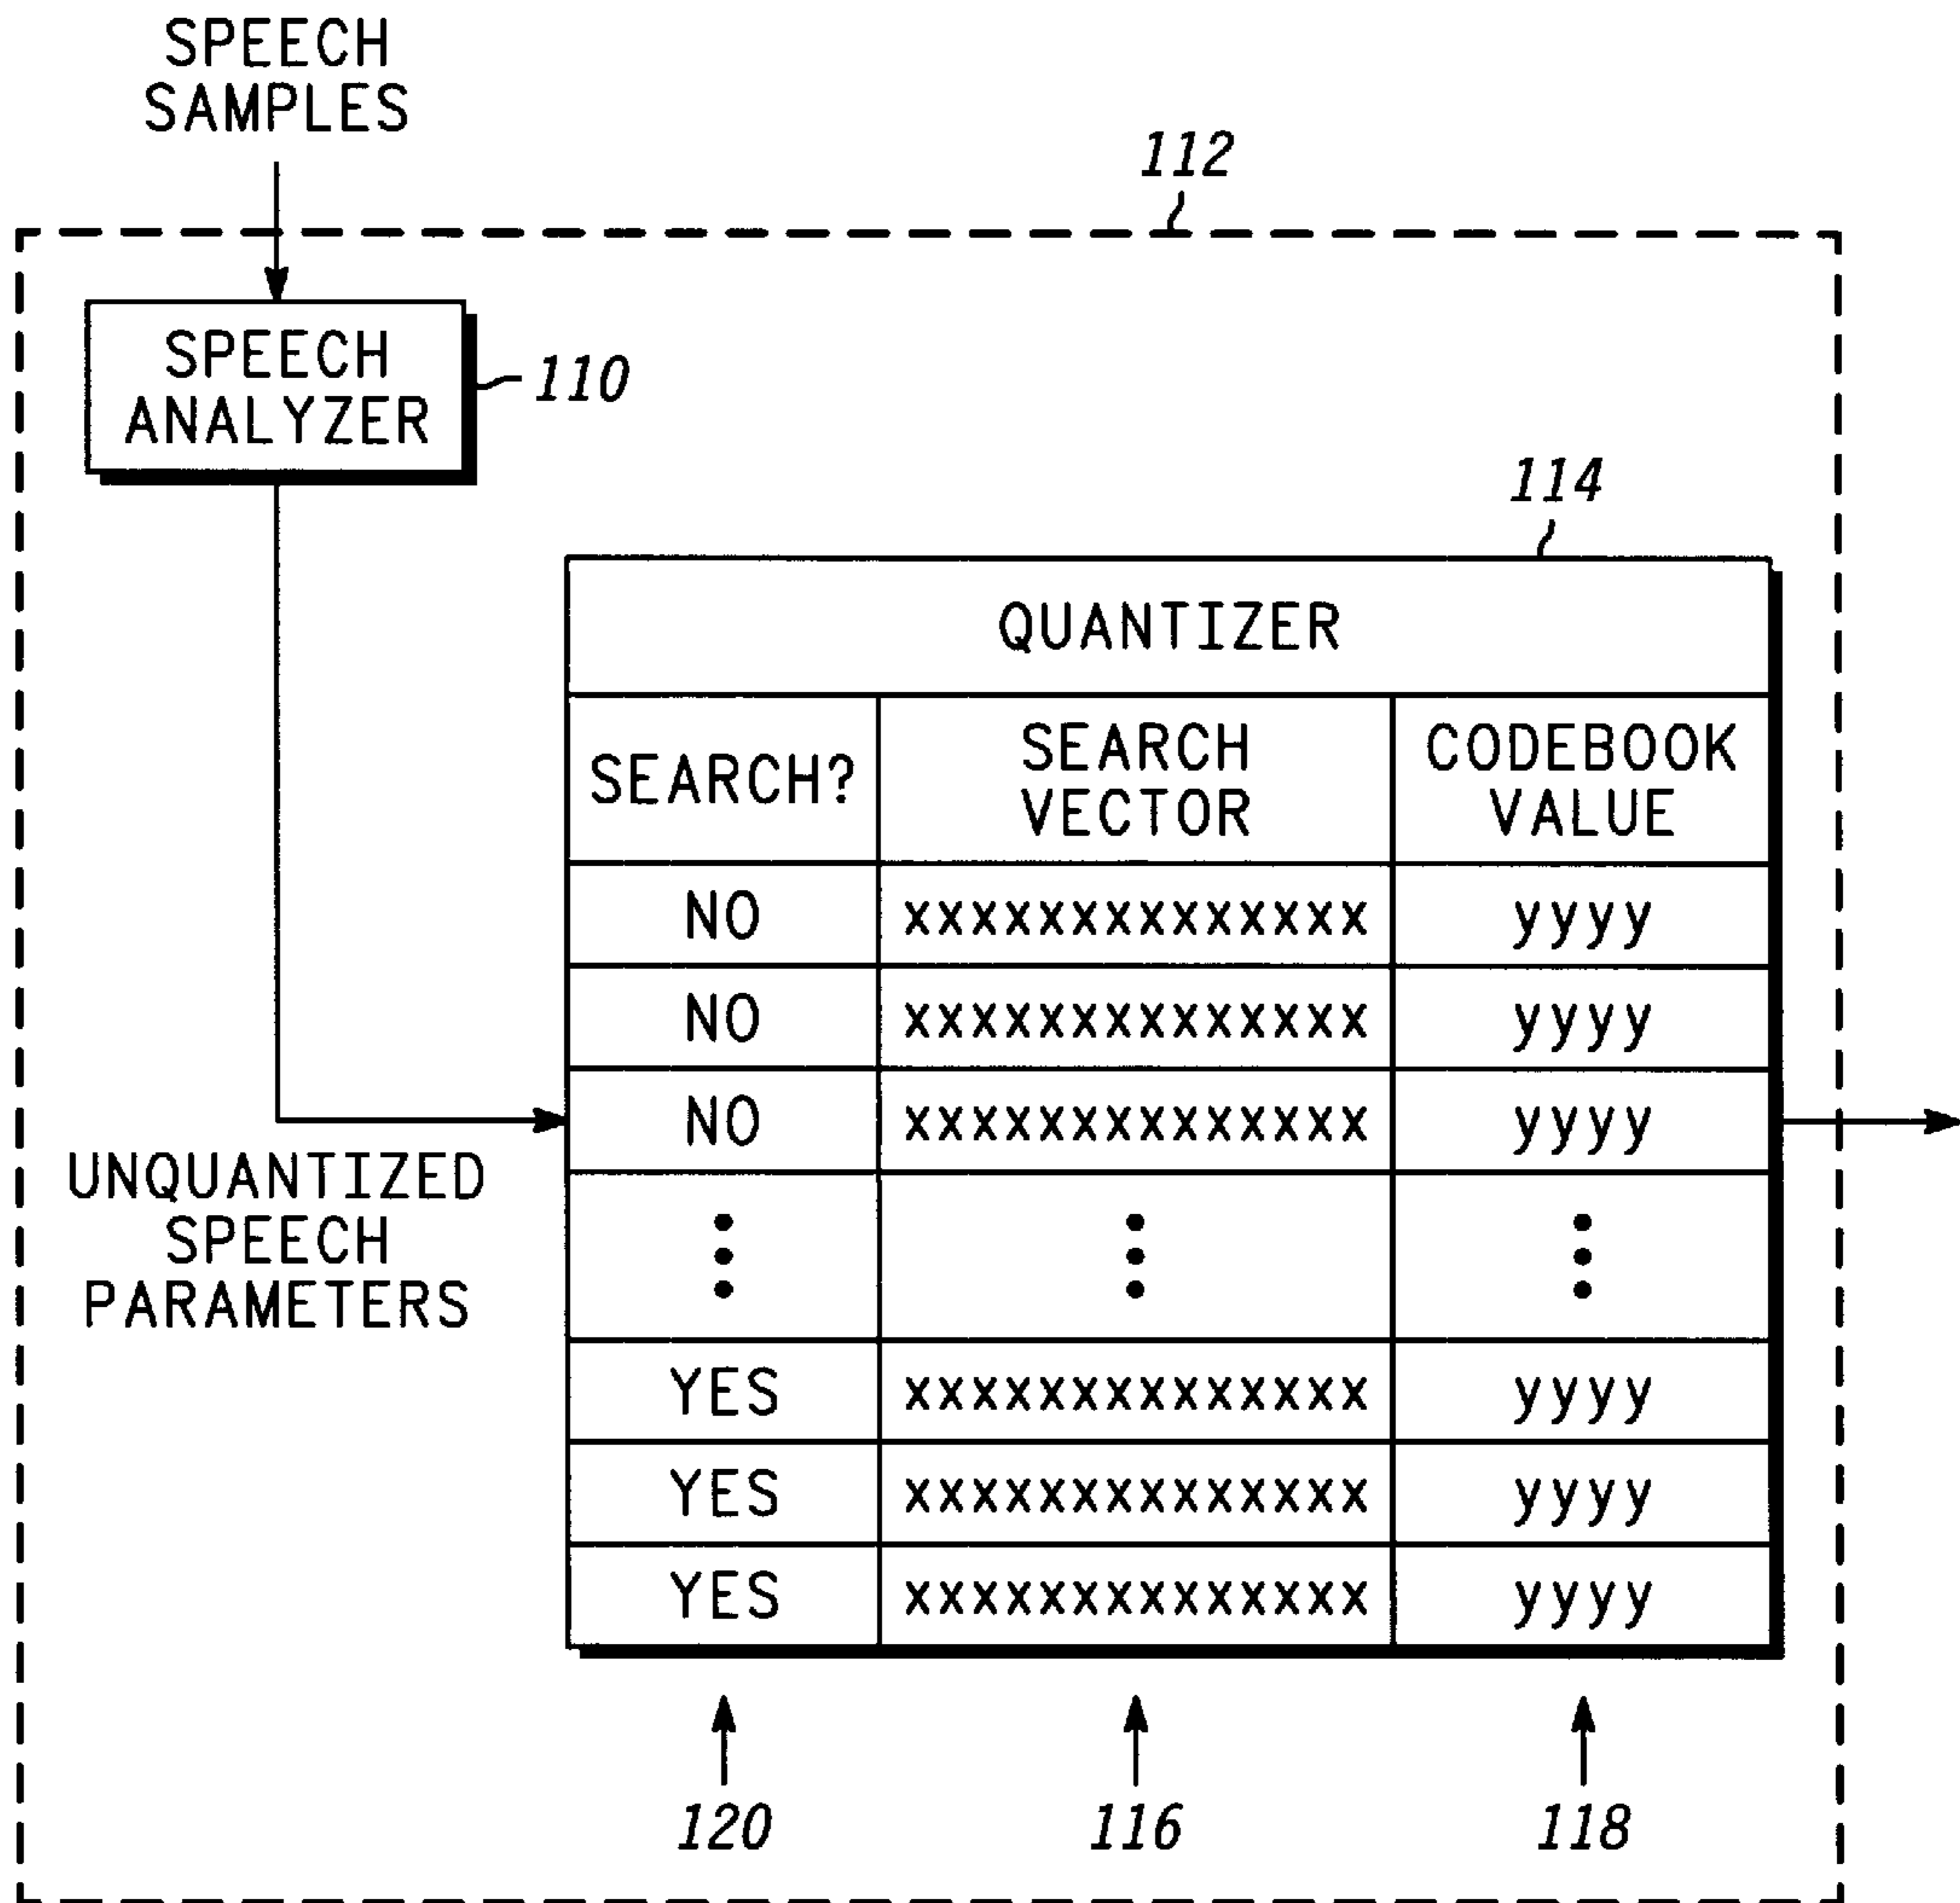 SPEECH
SAMPLES
112
SPEECH
ANALYZER
110
114
QUANTIZER
SEARCH?
SEARCH
VECTOR
CODEBOOK
VALUE
NO xxxxxxxxxxxxxx yyyy
NO xxxxxxxxxxxxxx yyyy
NO xxxxxxxxxxxxxx yyyy
UNQUANTIZED
SPEECH
PARAMETERS
YES xxxxxxxxxxxxxx yyyy
YES xxxxxxxxxxxxxx yyyy
YES xxxxxxxxxxxxxx yyyy
120 116 118